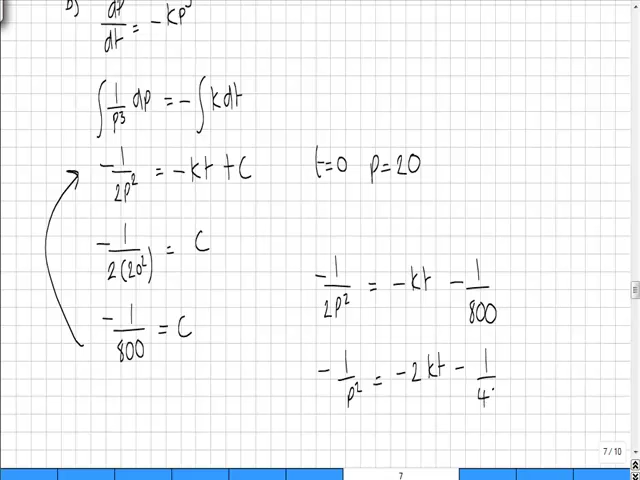 b) dp/dt = -kp³
∫ 1/p³ dp = - ∫ k dt
-1/2p² = -kt + c
t=0 p=20
-1/2(20²) = c
-1/800 = c
-1/2p² = -kt - 1/800
-1/p² = -2kt - 1/4
7/10
7